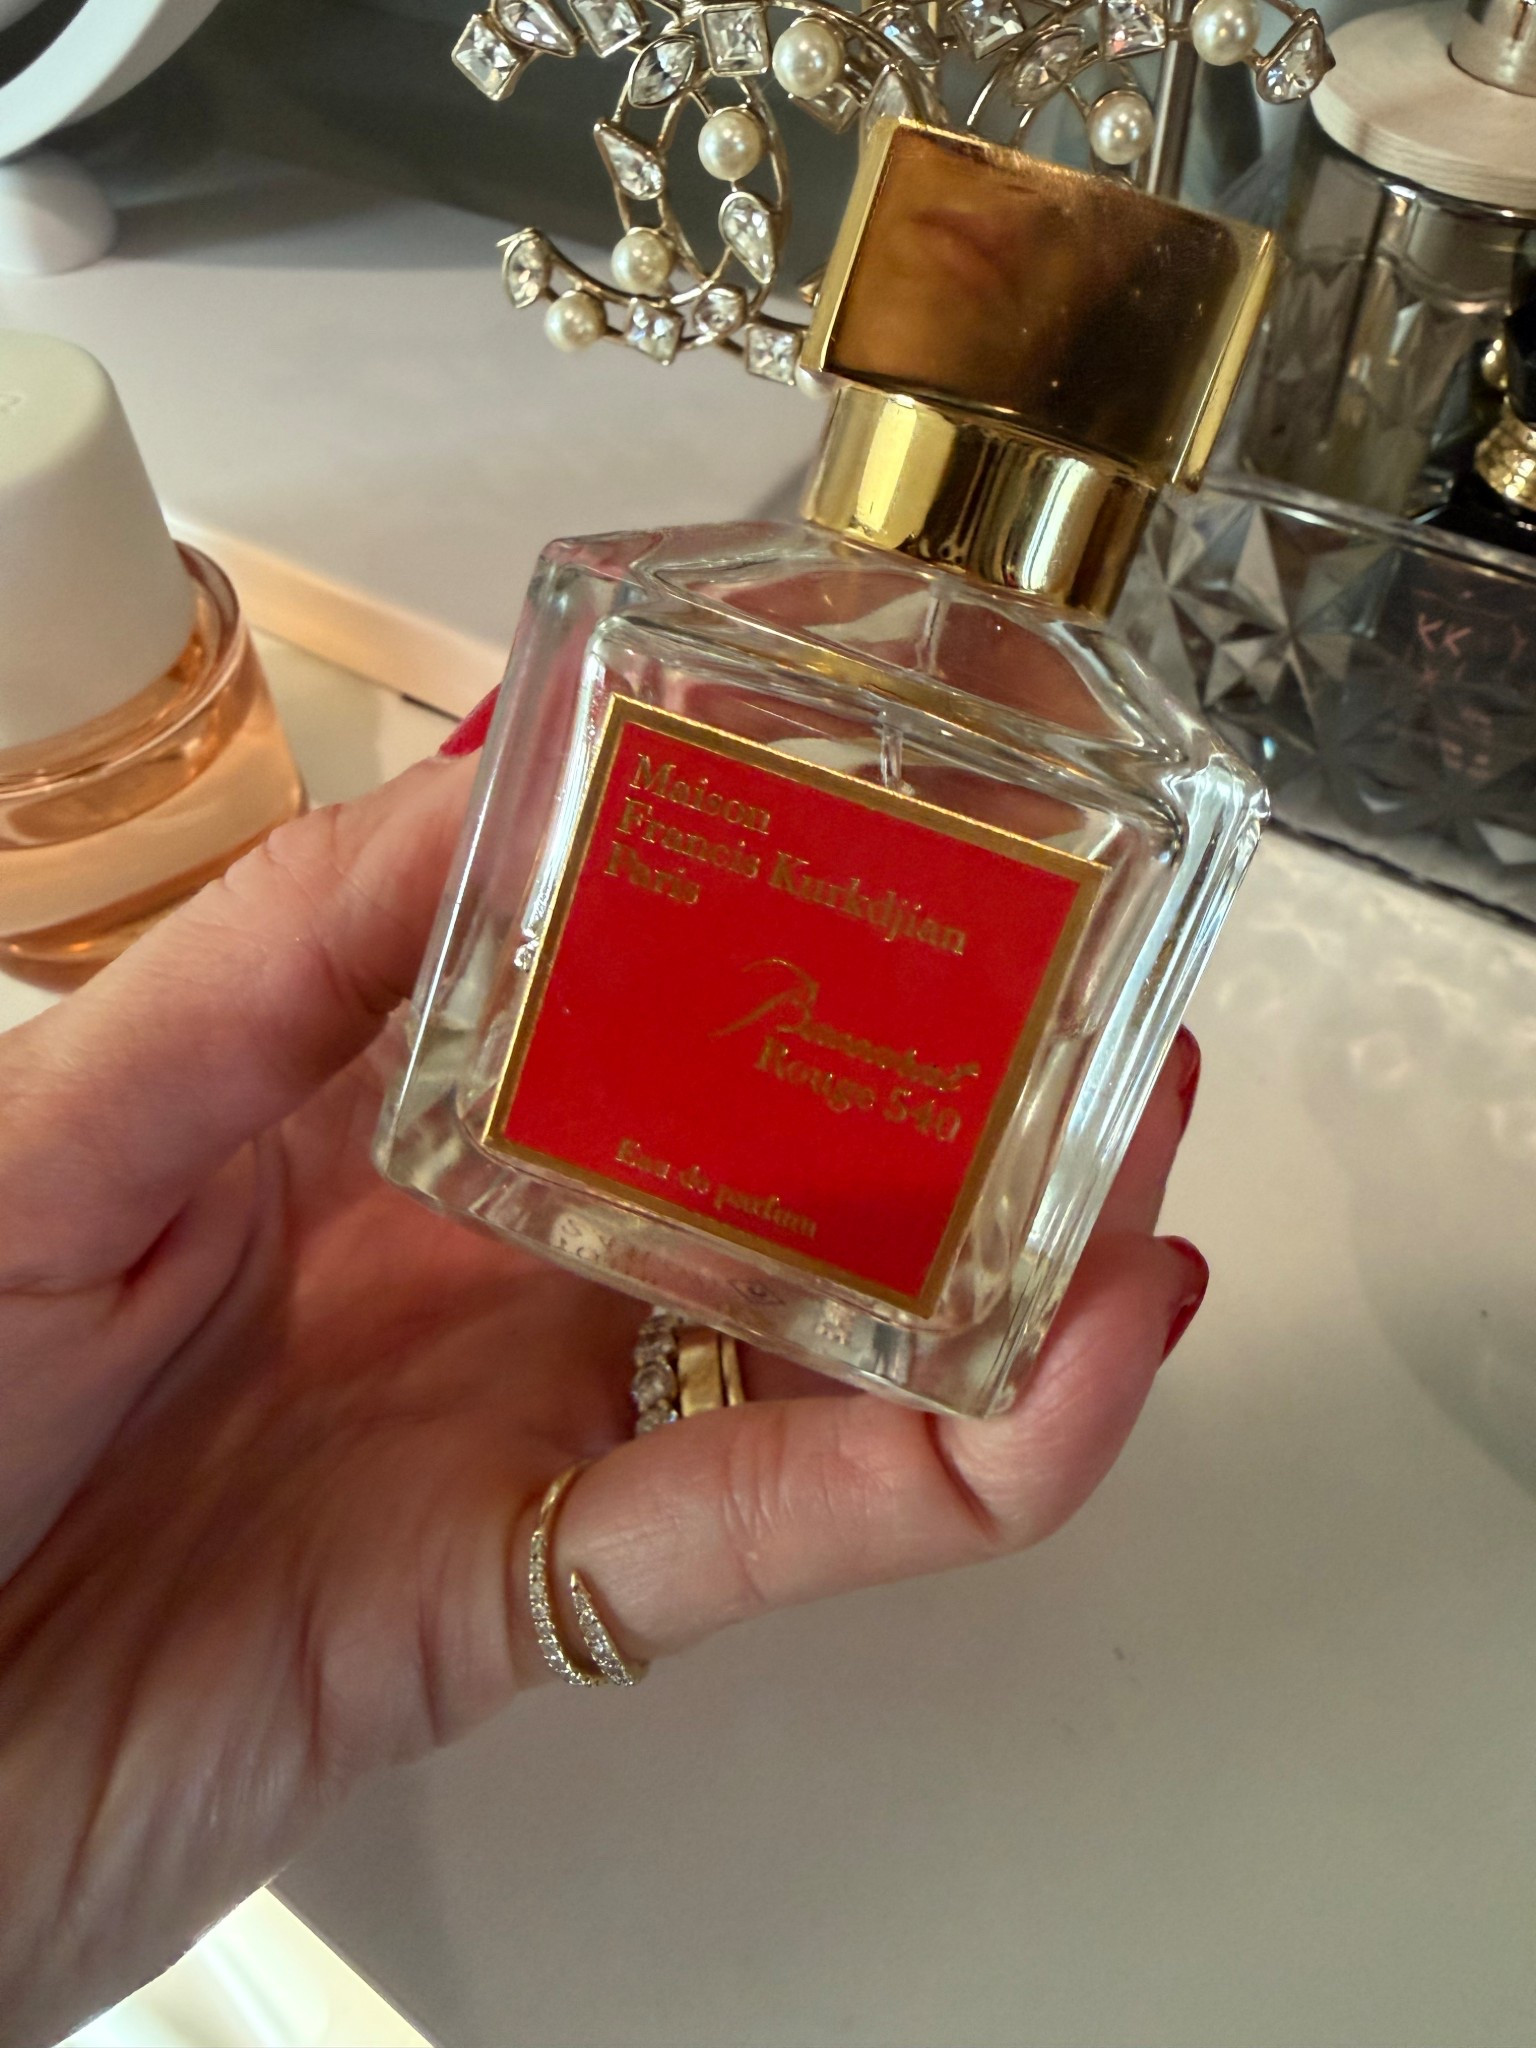 Maison
Francis Kurkdjian
Paris
Baccarat
Rouge 540
Eau de parfum